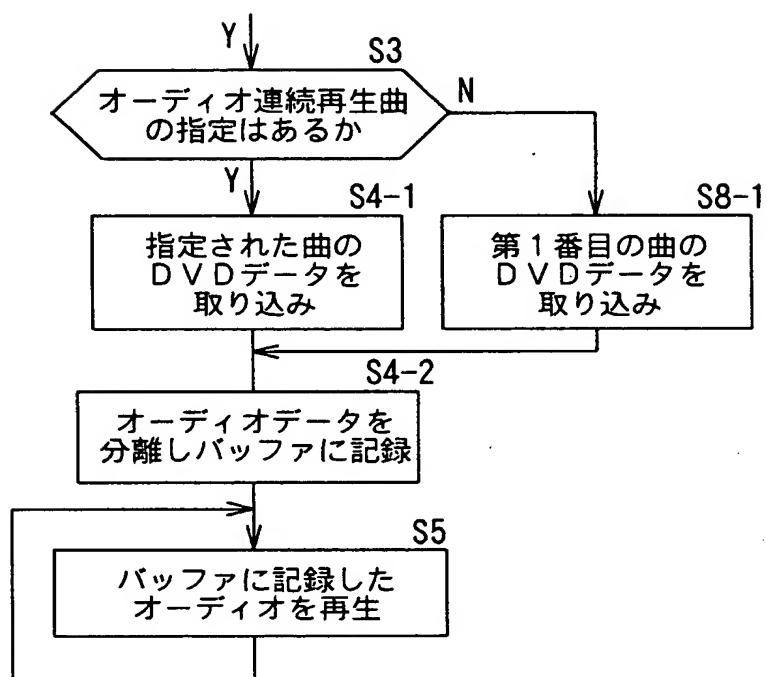 Y
S3
オーディオ連続再生曲
の指定はあるか
N
Y
S4-1
S8-1
指定された曲の
DVDデータを
取り込み
第1番目の曲の
DVDデータを
取り込み
S4-2
オーディオデータを
分離しバッファに記録
S5
バッファに記録した
オーディオを再生